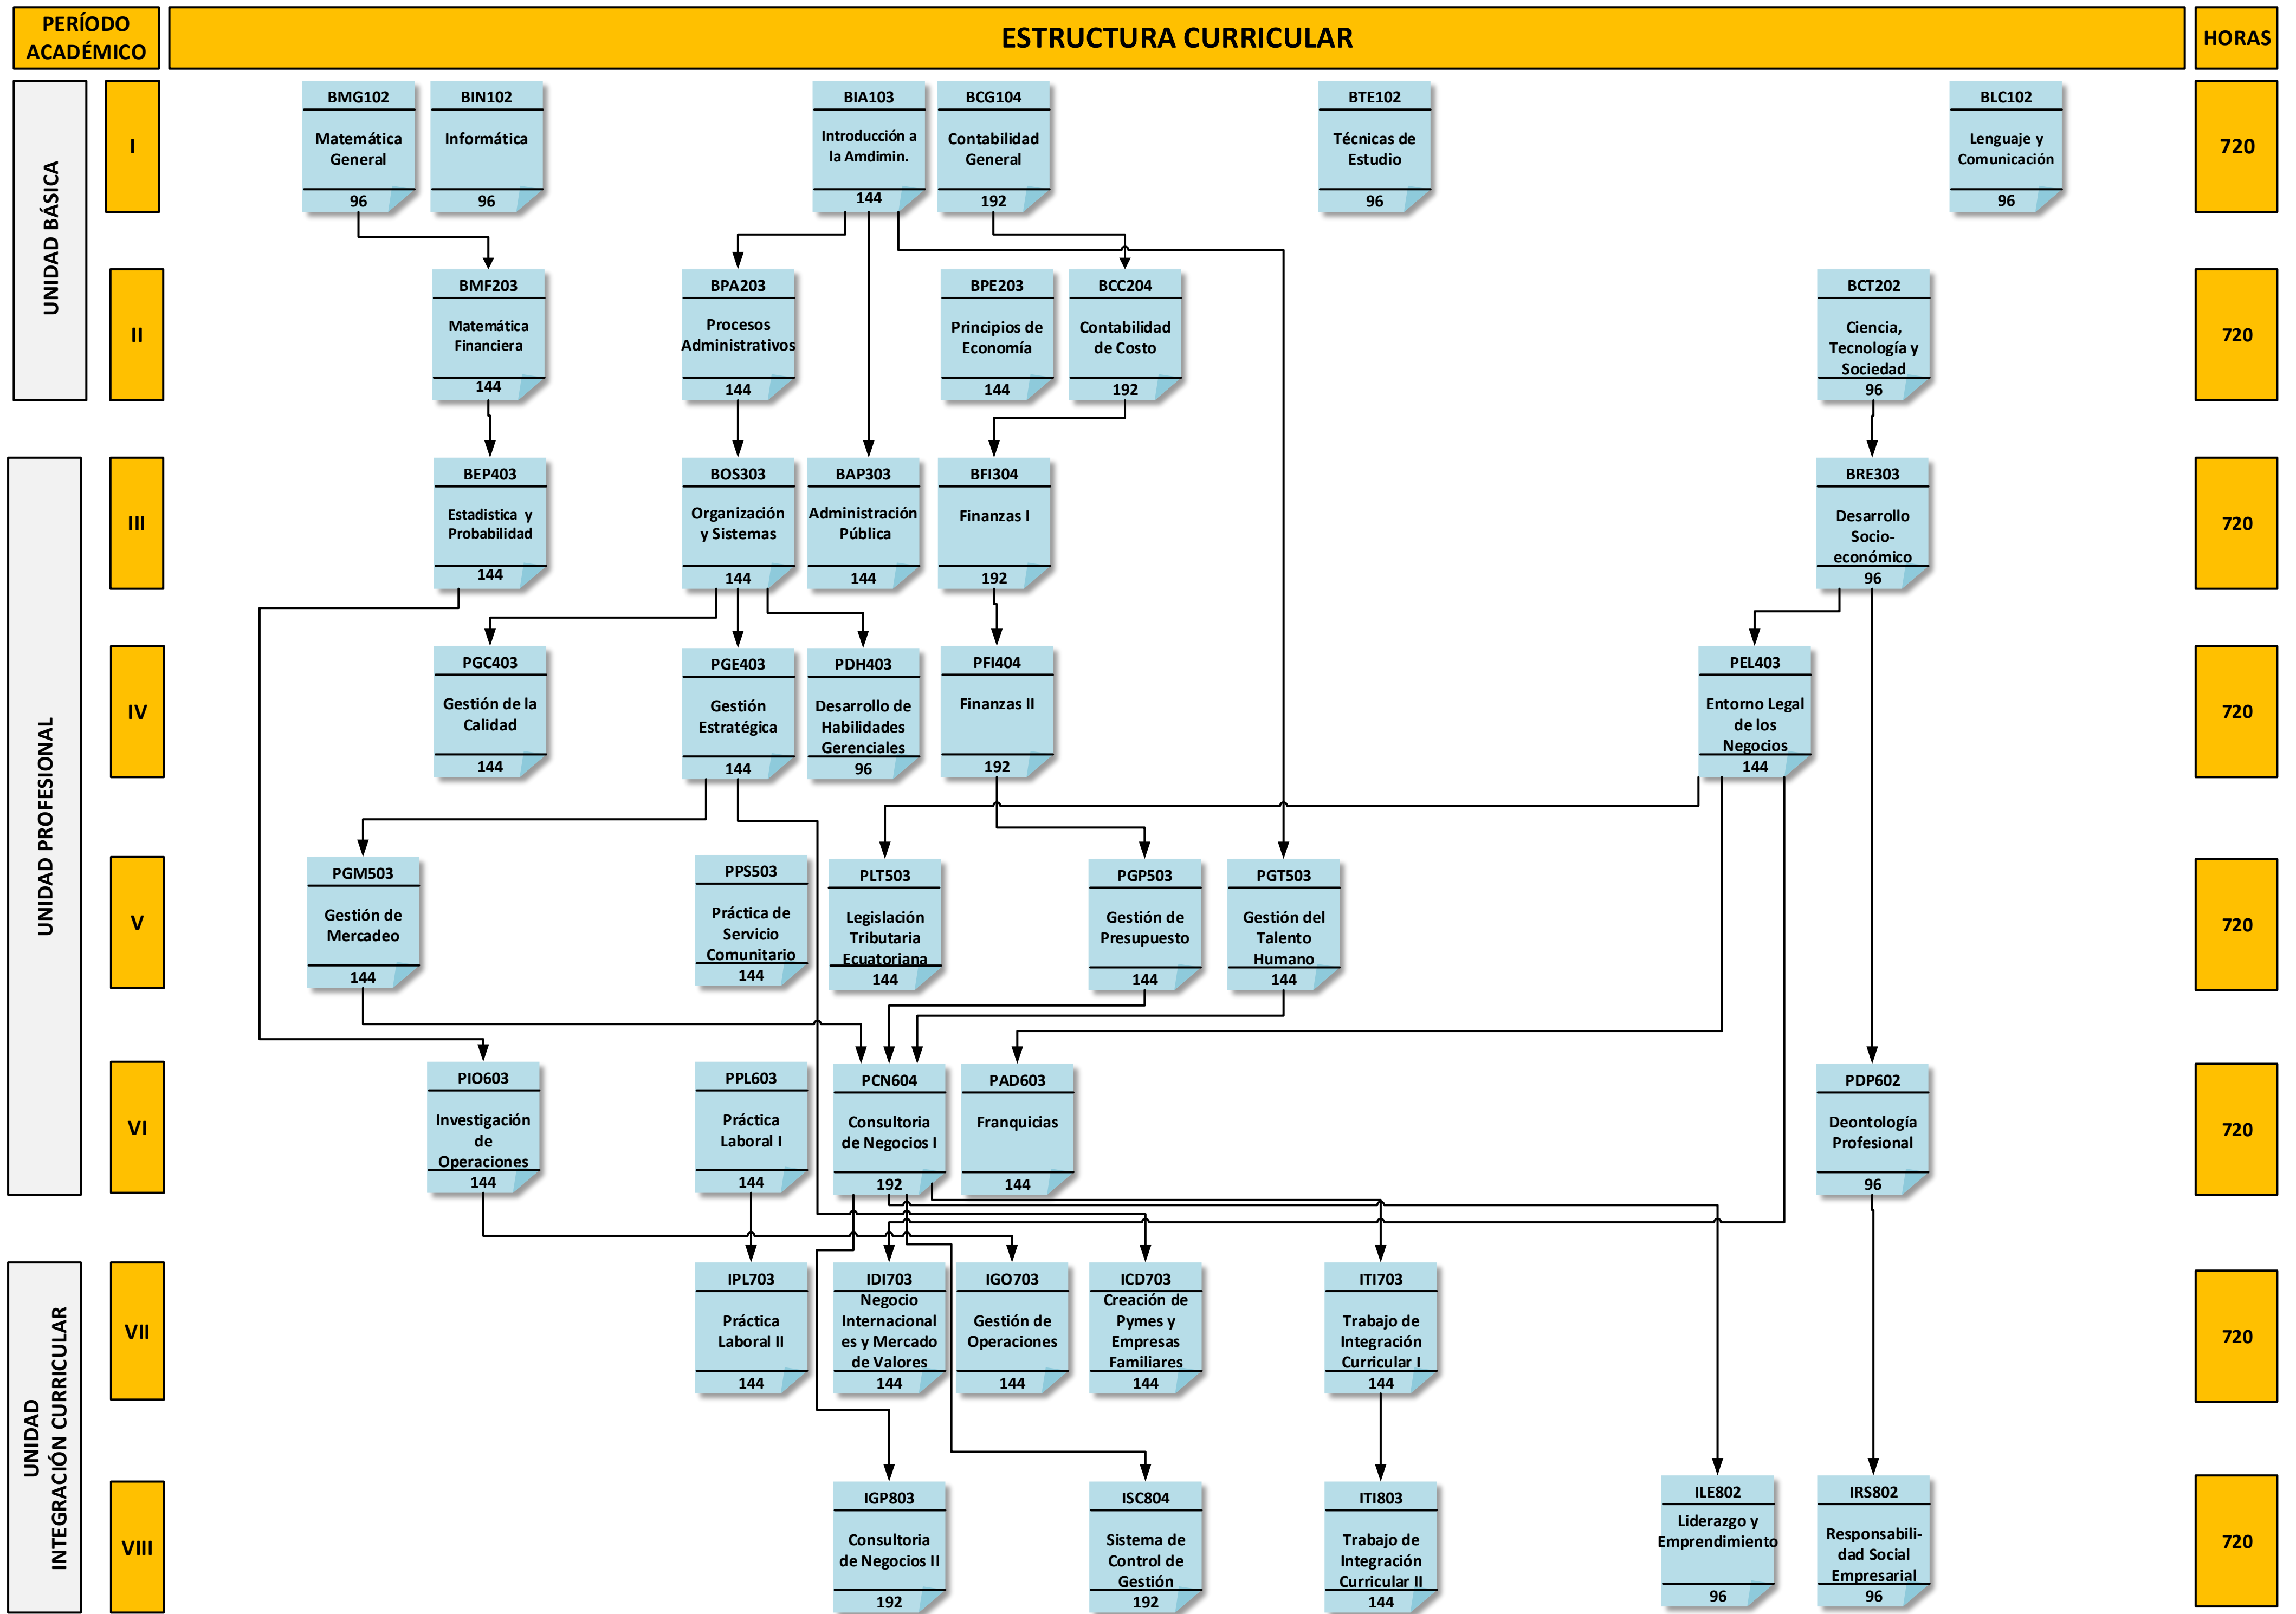 PERÍODO
ACADÉMICO
ESTRUCTURA CURRICULAR
HORAS
UNIDAD BÁSICA
I
BMG102
Matemática
General
96
BIN102
Informática
96
BIA103
Introducción a
la Amdimin.
144
BCG104
Contabilidad
General
192
BTE102
Técnicas de
Estudio
96
BLC102
Lenguaje y
Comunicación
96
720
II
BMF203
Matemática
Financiera
144
BPA203
Procesos
Administrativos
144
BPE203
Principios de
Economía
144
BCC204
Contabilidad
de Costo
192
BCT202
Ciencia,
Tecnología y
Sociedad
96
720
UNIDAD PROFESIONAL
III
BEP403
Estadistica y
Probabilidad
144
BOS303
Organización
y Sistemas
144
BAP303
Administración
Pública
144
BFI304
Finanzas I
192
BRE303
Desarrollo
Socio-
económico
96
720
IV
PGC403
Gestión de la
Calidad
144
PGE403
Gestión
Estratégica
144
PDH403
Desarrollo de
Habilidades
Gerenciales
96
PFI404
Finanzas II
192
PEL403
Entorno Legal
de los
Negocios
144
720
V
PGM503
Gestión de
Mercadeo
144
PPS503
Práctica de
Servicio
Comunitario
144
PLT503
Legislación
Tributaria
Ecuatoriana
144
PGP503
Gestión de
Presupuesto
144
PGT503
Gestión del
Talento
Humano
144
720
VI
PIO603
Investigación
de
Operaciones
144
PPL603
Práctica
Laboral I
144
PCN604
Consultoria
de Negocios I
192
PAD603
Franquicias
144
PDP602
Deontología
Profesional
96
720
UNIDAD
INTEGRACIÓN CURRICULAR
VII
IPL703
Práctica
Laboral II
144
IDI703
Negocio
Internacional
es y Mercado
de Valores
144
IGO703
Gestión de
Operaciones
144
ICD703
Creación de
Pymes y
Empresas
Familiares
144
ITI703
Trabajo de
Integración
Curricular I
144
720
VIII
IGP803
Consultoria
de Negocios II
192
ISC804
Sistema de
Control de
Gestión
192
ITI803
Trabajo de
Integración
Curricular II
144
ILE802
Liderazgo y
Emprendimiento
96
IRS802
Responsabili-
dad Social
Empresarial
96
720